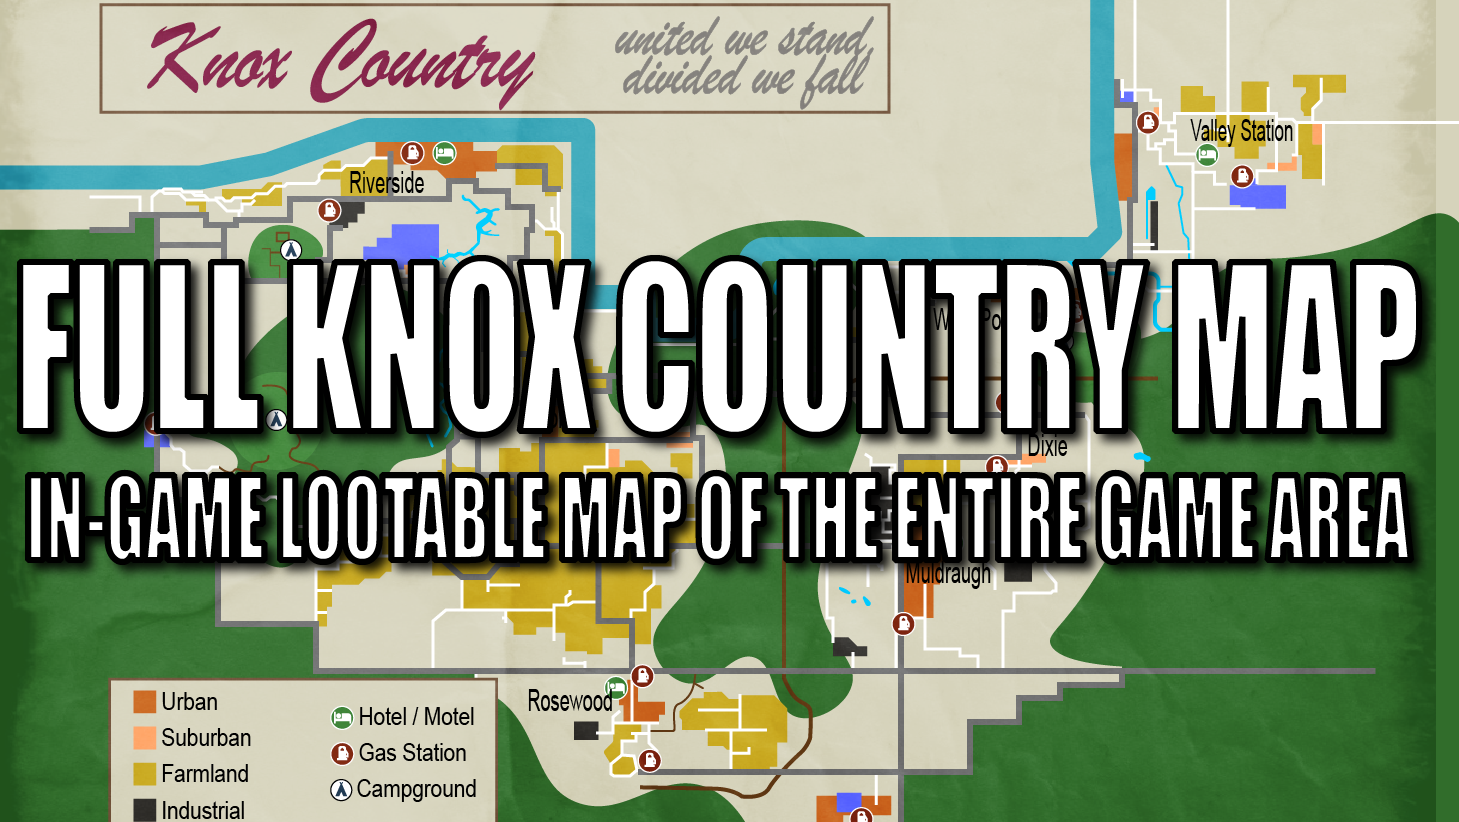 Knox Country
united we stand,
divided we fall
Valley Station
Riverside
FULL KNOX COUNTRY MAP
Dixie
IN-GAME LOOTABLE MAP OF THE ENTIRE GAME AREA
Muldraugh
Rosewood
Urban
Hotel / Motel
Suburban
Gas Station
Farmland
Campground
Industrial